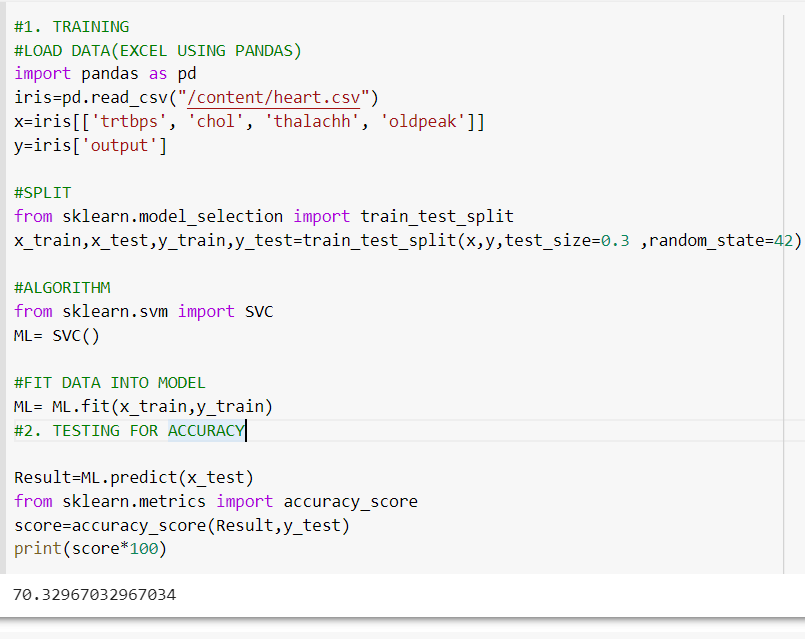 #1. TRAINING
#LOAD DATA(EXCEL USING PANDAS)
import pandas as pd
iris=pd.read_csv("/content/heart.csv")
x=iris[['trtbps', 'chol', 'thalachh', 'oldpeak']]
y=iris['output']
#SPLIT
from sklearn.model_selection import train_test_split
x_train,x_test,y_train,y_test=train_test_split(x,y,test_size=0.3 ,random_state=42)
#ALGORITHM
from sklearn.svm import SVC
ML= SVC()
#FIT DATA INTO MODEL
ML= ML.fit(x_train,y_train)
#2. TESTING FOR ACCURACY
Result=ML.predict(x_test)
from sklearn.metrics import accuracy_score
score=accuracy_score(Result,y_test)
print(score*100)
70.32967032967034